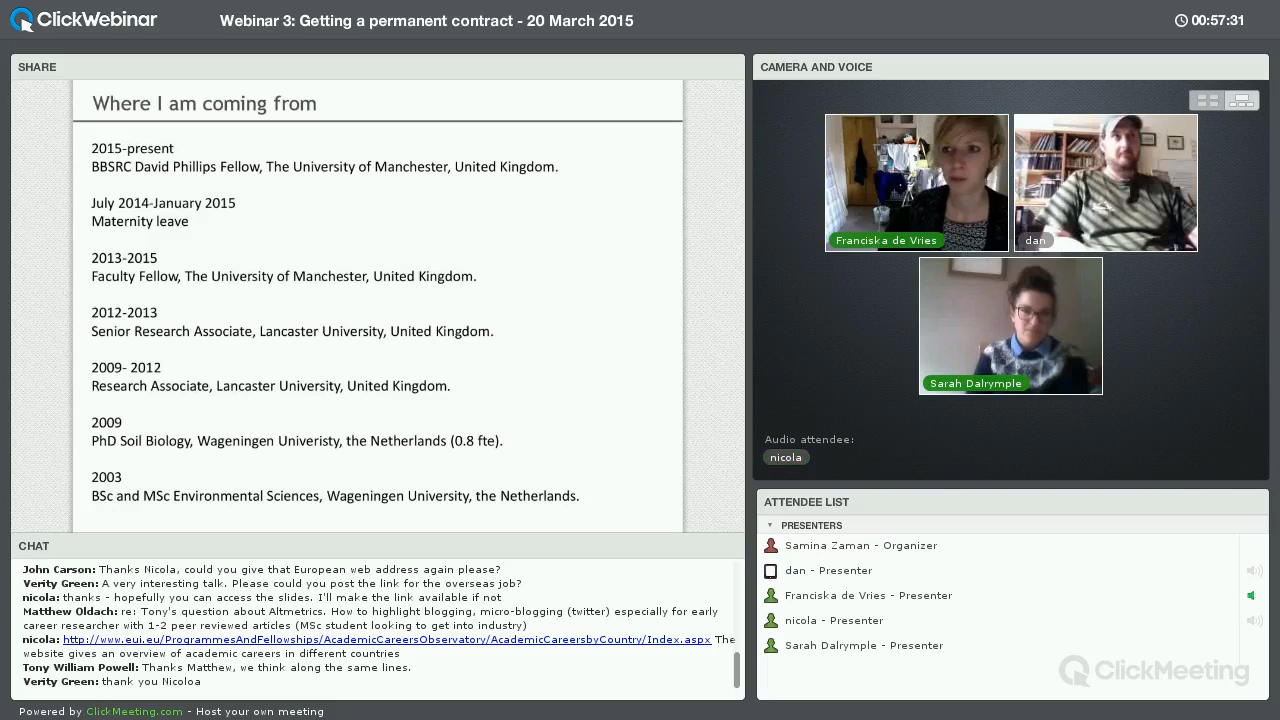 ClickWebinar
Webinar 3: Getting a permanent contract - 20 March 2015
00:57:31
SHARE
Where I am coming from
2015-present
BBSRC David Phillips Fellow, The University of Manchester, United Kingdom.
July 2014-January 2015
Maternity leave
2013-2015
Faculty Fellow, The University of Manchester, United Kingdom.
2012-2013
Senior Research Associate, Lancaster University, United Kingdom.
2009- 2012
Research Associate, Lancaster University, United Kingdom.
2009
PhD Soil Biology, Wageningen Univeristy, the Netherlands (0.8 fte).
2003
BSc and MSc Environmental Sciences, Wageningen University, the Netherlands.
CHAT
John Carson: Thanks Nicola, could you give that European web address again please?
Verity Green: A very interesting talk. Please could you post the link for the overseas job?
nicola: thanks - hopefully you can access the slides. I'll make the link available if not
Matthew Oldach: re: Tony's question about Altmetrics. How to highlight blogging, micro-blogging (twitter) especially for early
career researcher with 1-2 peer reviewed articles (MSc student looking to get into industry)
nicola: http://www.eui.eu/ProgrammesAndFellowships/AcademicCareersObservatory/AcademicCareersbyCountry/Index.aspx The
website gives an overview of academic careers in different countries
Tony William Powell: Thanks Matthew, we think along the same lines.
Verity Green: thank you Nicoloa
CAMERA AND VOICE
Franciska de Vries
dan
Sarah Dalrymple
Audio attendee:
nicola
ATTENDEE LIST
PRESENTERS
Samina Zaman - Organizer
dan - Presenter
Franciska de Vries - Presenter
nicola - Presenter
Sarah Dalrymple - Presenter
ClickMeeting
Powered by ClickMeeting.com - Host your own meeting